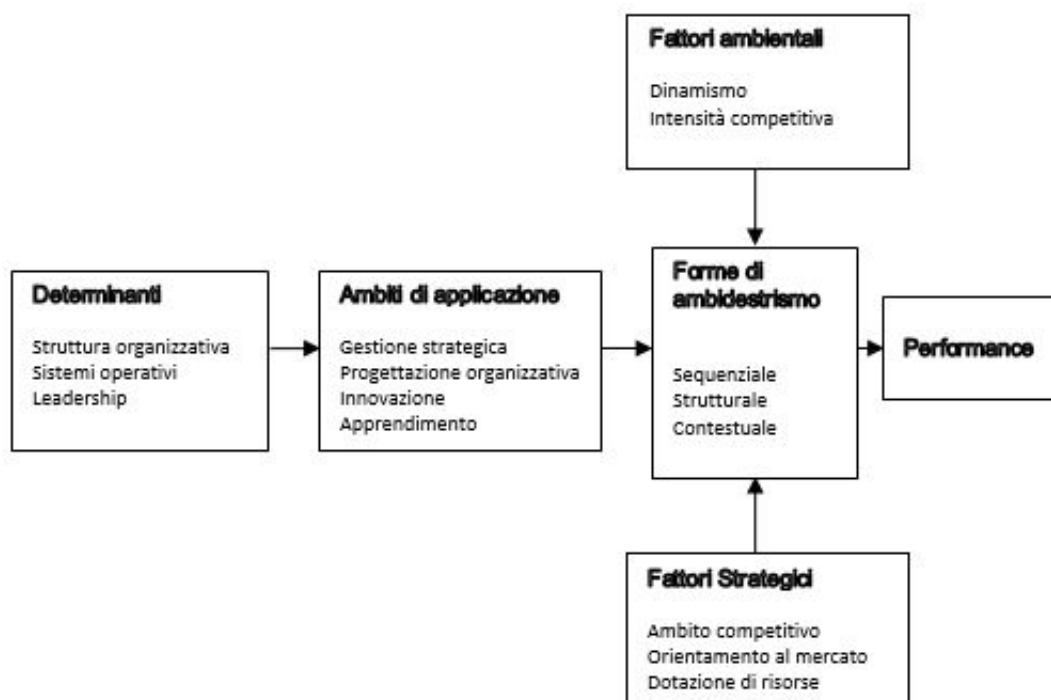 Fattori ambientali
Dinamismo
Intensità competitiva
Determinanti
Struttura organizzativa
Sistemi operativi
Leadership
Ambiti di applicazione
Gestione strategica
Progettazione organizzativa
Innovazione
Apprendimento
Forme di
ambidestrismo
Sequenziale
Strutturale
Contestuale
Performance
Fattori Strategici
Ambito competitivo
Orientamento al mercato
Dotazione di risorse